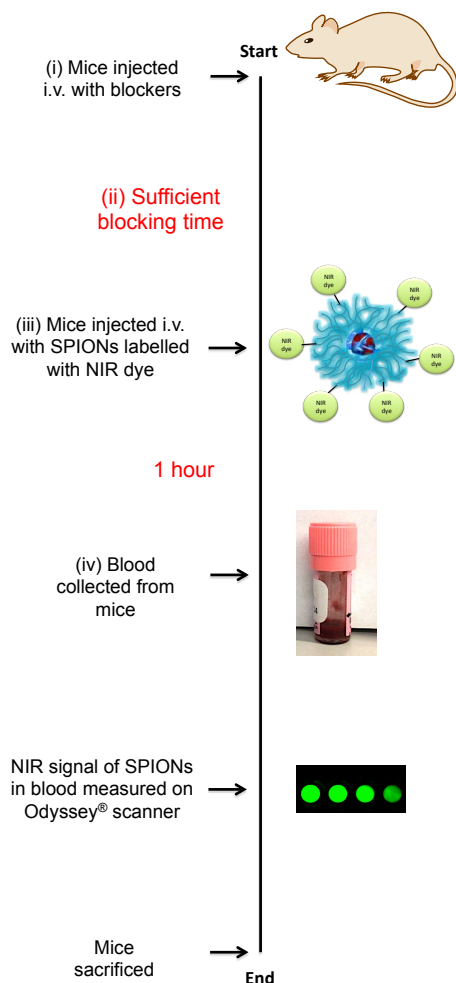 Start
(i) Mice injected
i.v. with blockers
(ii) Sufficient
blocking time
NIR
dye
NIR
dye
(iii) Mice injected i.v.
with SPIONs labelled
with NIR dye
NIR
dye
NIR
dye
NIR
dye
NIR
dye
1 hour
(iv) Blood
collected from
mice
4
NIR signal of SPIONs
in blood measured on
Odyssey® scanner
Mice
sacrificed
End